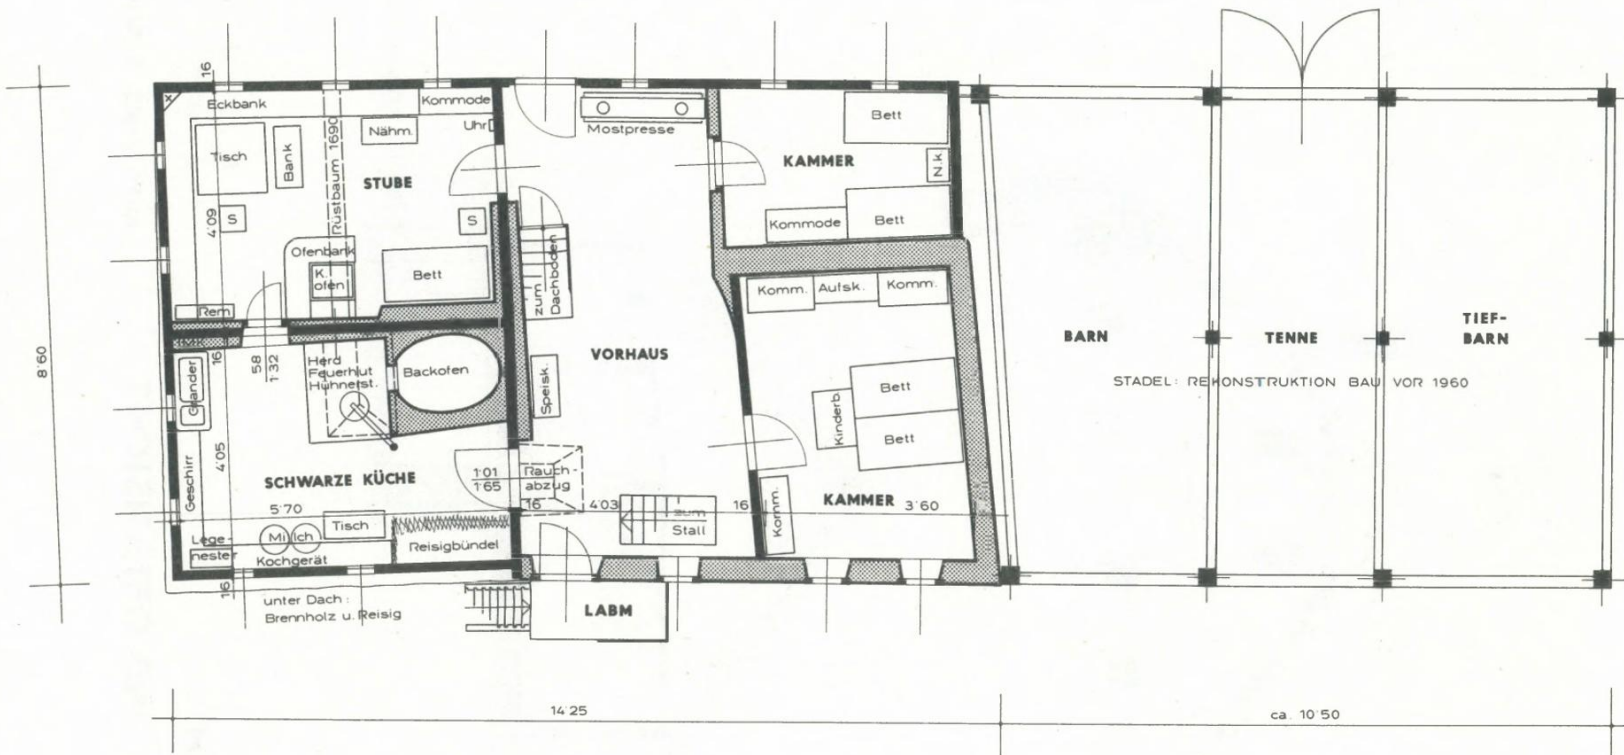 16
Eckbank
Kommode
Nähm.
Uhr
Tisch
Bank
Rüstbaum 1690
STUBE
S
4'09
S
Ofenbank
K.
ofen
Bett
Rem
Mostpresse
zum
Dachboden
KAMMER
Bett
N.k.
Kommode
Bett
8'60
16
58
1'32
Herd
Feuerhut
Hühnerst.
Backofen
Grander
4'05
Geschirr
SCHWARZE KÜCHE
5'70
Milch
Tisch
Lege-
nester
Kochgerät
Reisigbündel
16
unter Dach:
Brennholz u. Reisig
VORHAUS
Speisk.
1'01
1'65
Rauch-
abzug
16
4'03
zum
Stall
16
LABM
Komm.
Aufsk.
Komm.
Kinderb.
Bett
Bett
Komm.
KAMMER
3'60
BARN
TENNE
TIEF-
BARN
STADEL: REKONSTRUKTION BAU VOR 1960
14'25
ca. 10'50